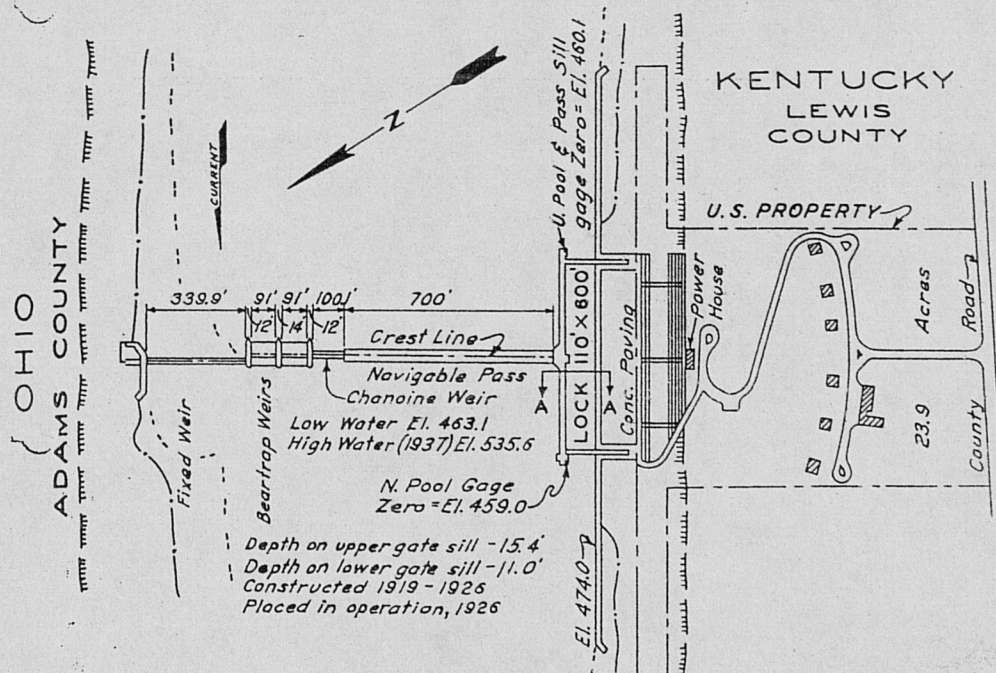 KENTUCKY
LEWIS
COUNTY
OHIO
ADAMS COUNTY
CURRENT
N
U. Pool & Pass Sill
gage Zero = El. 460.1
U.S. PROPERTY
339.9'
91'
91'
100.1'
700'
12'
14'
12'
Crest Line
Navigable Pass
Chanoine Weir
Low Water El. 463.1
High Water (1937) El. 535.6
Fixed Weir
Beartrap Weirs
A
A
LOCK 110' X 600'
Conc. Paving
Power
House
23.9 Acres
County Road
N. Pool Gage
Zero = El. 459.0
Depth on upper gate sill - 15.4'
Depth on lower gate sill - 11.0'
Constructed 1919 - 1926
Placed in operation, 1926
El. 474.0